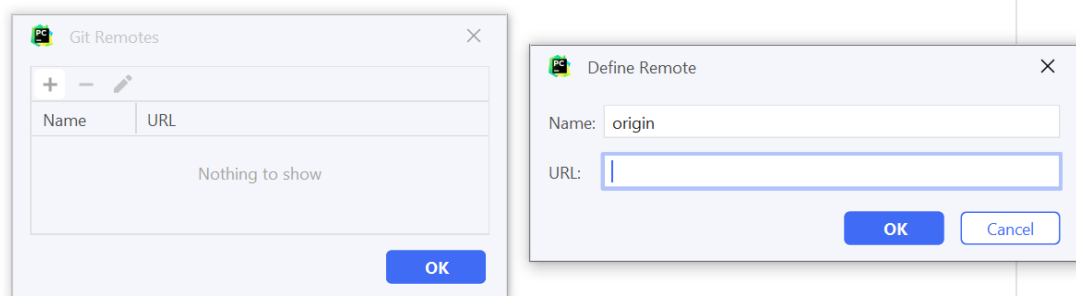 PC Git Remotes
Name URL
Nothing to show
OK
PC Define Remote
Name: origin
URL:
OK Cancel